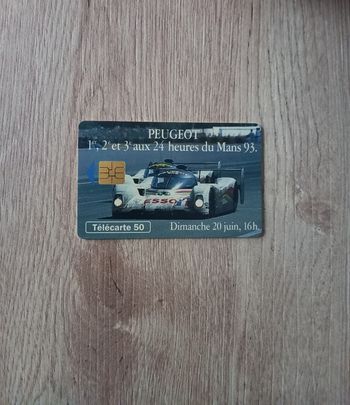 PEUGEOT
1er, 2e et 3e aux 24 heures du Mans 93.
ESSO
Télécarte 50
Dimanche 20 juin, 16h.